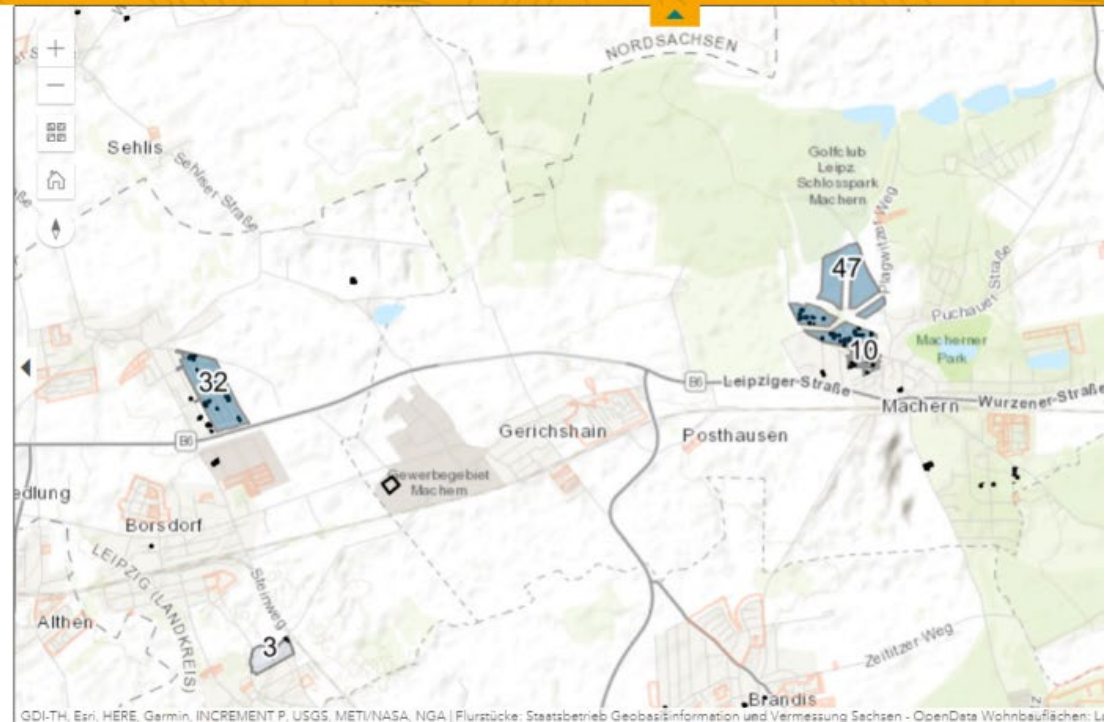 NORDSACHSEN
Sehlis
Sehliser Straße
Golfclub
Leipz.
Schlosspark
Machern
Plagwitzer Weg
47
Puchauer Straße
Macherner
Park
10
32
B6
Leipziger-Straße
Machern
Wurzener-Straße
Gerichshain
Posthausen
B6
Gewerbegebiet
Machern
edlung
Borsdorf
LEIPZIG (LANDKREIS)
Steinweg
Althen
3
Zeititzer Weg
Brandis
GDI-TH, Esri, HERE, Garmin, INCREMENT P, USGS, METI/NASA, NGA | Flurstücke: Staatsbetrieb Geobasisinformation und Vermessung Sachsen - OpenData Wohnbauflächen: L